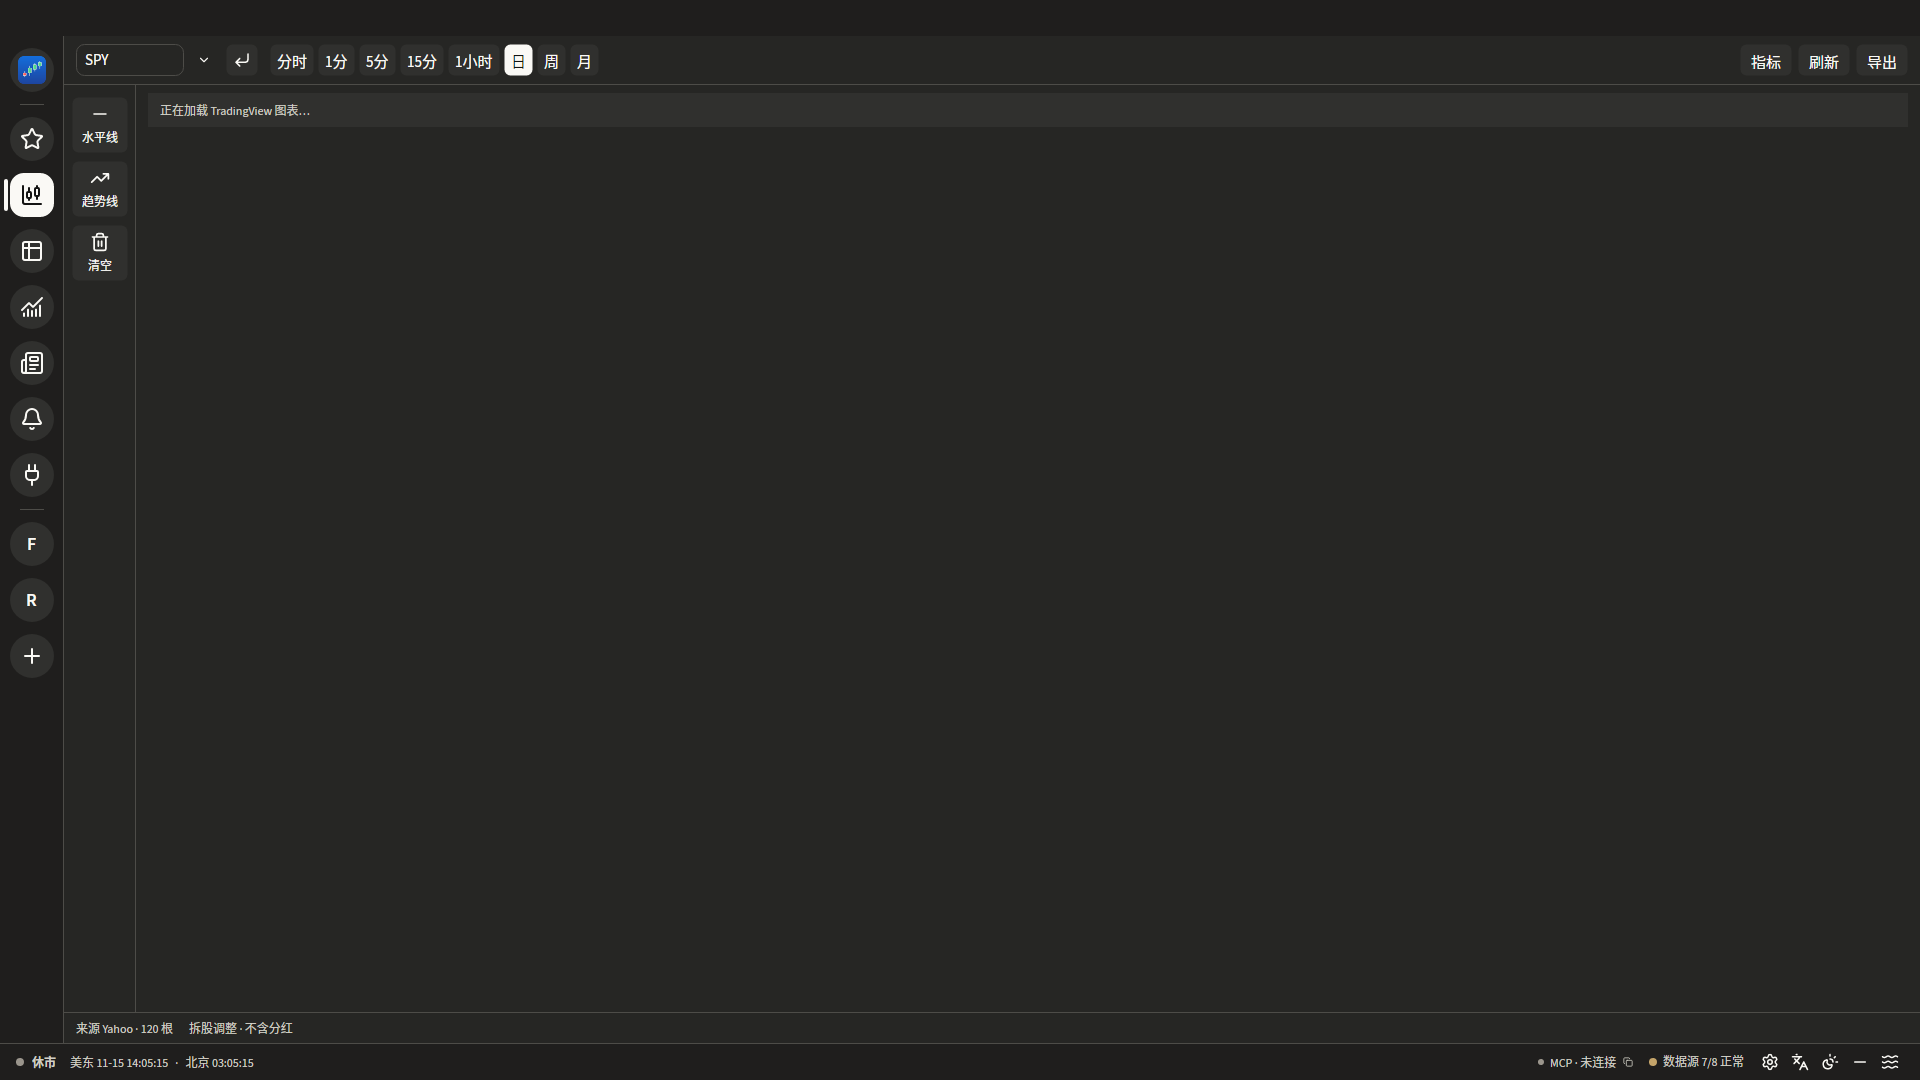 SPY
分时 1分 5分 15分 1小时 日 周 月
指标 刷新 导出
水平线
趋势线
清空
正在加载 TradingView 图表…
F
R
来源 Yahoo · 120 根 拆股调整 · 不含分红
休市 美东 11-15 14:05:15 · 北京 03:05:15
MCP · 未连接 数据源 7/8 正常